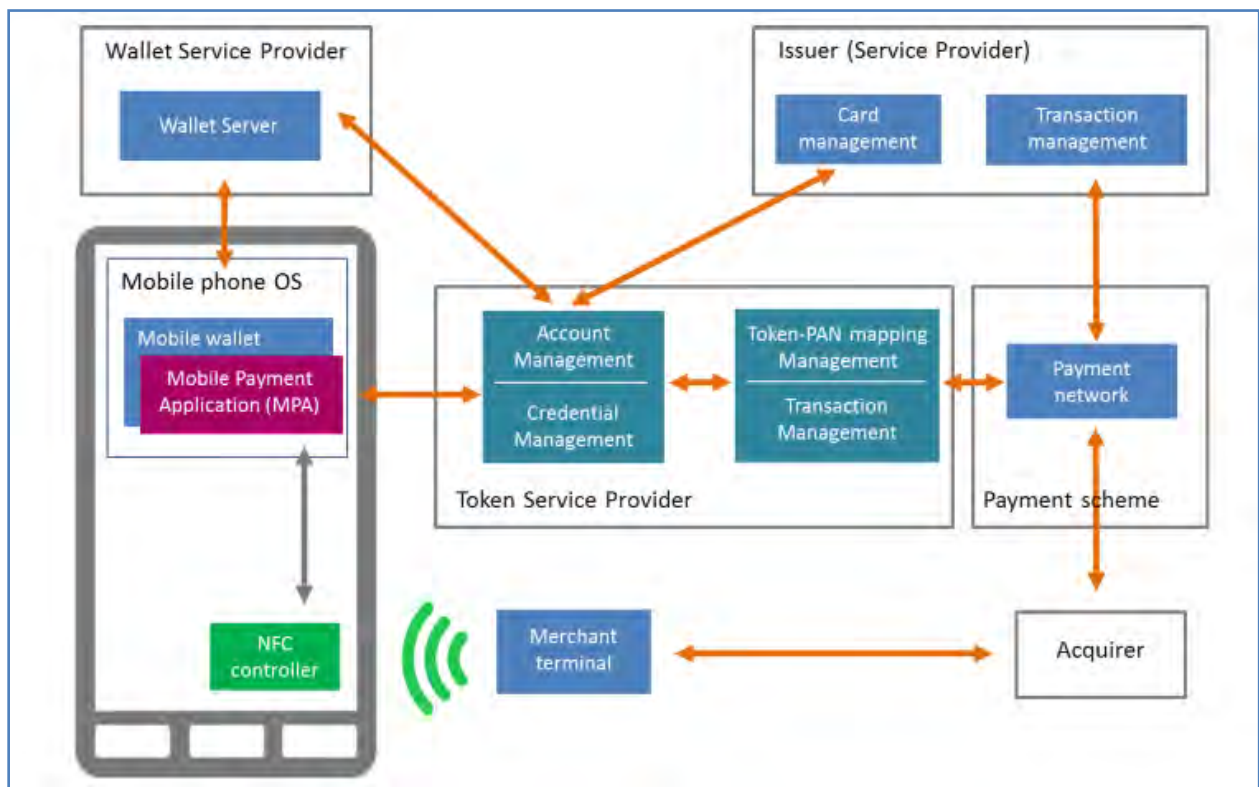 Wallet Service Provider
Wallet Server
Issuer (Service Provider)
Card
management
Transaction
management
Mobile phone OS
Mobile wallet
Mobile Payment
Application (MPA)
Account
Management
Credential
Management
Token-PAN mapping
Management
Transaction
Management
Token Service Provider
Payment
network
Payment scheme
NFC
controller
Merchant
terminal
Acquirer